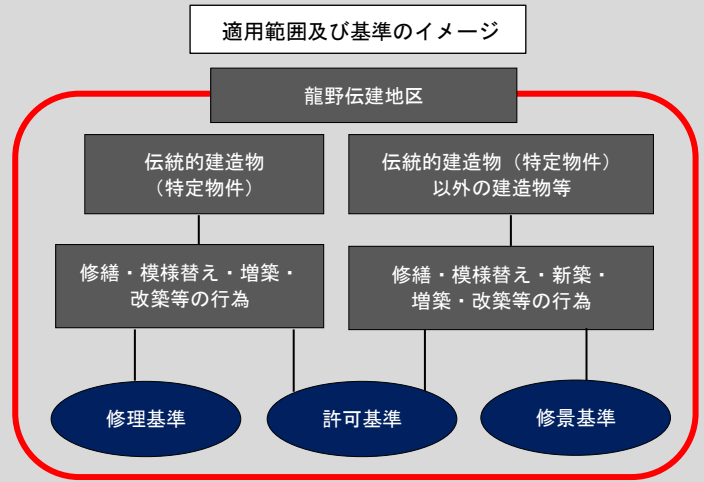 適用範囲及び基準のイメージ
龍野伝建地区
伝統的建造物
（特定物件）
伝統的建造物（特定物件）
以外の建造物等
修繕・模様替え・増築・
改築等の行為
修繕・模様替え・新築・
増築・改築等の行為
修理基準
許可基準
修景基準